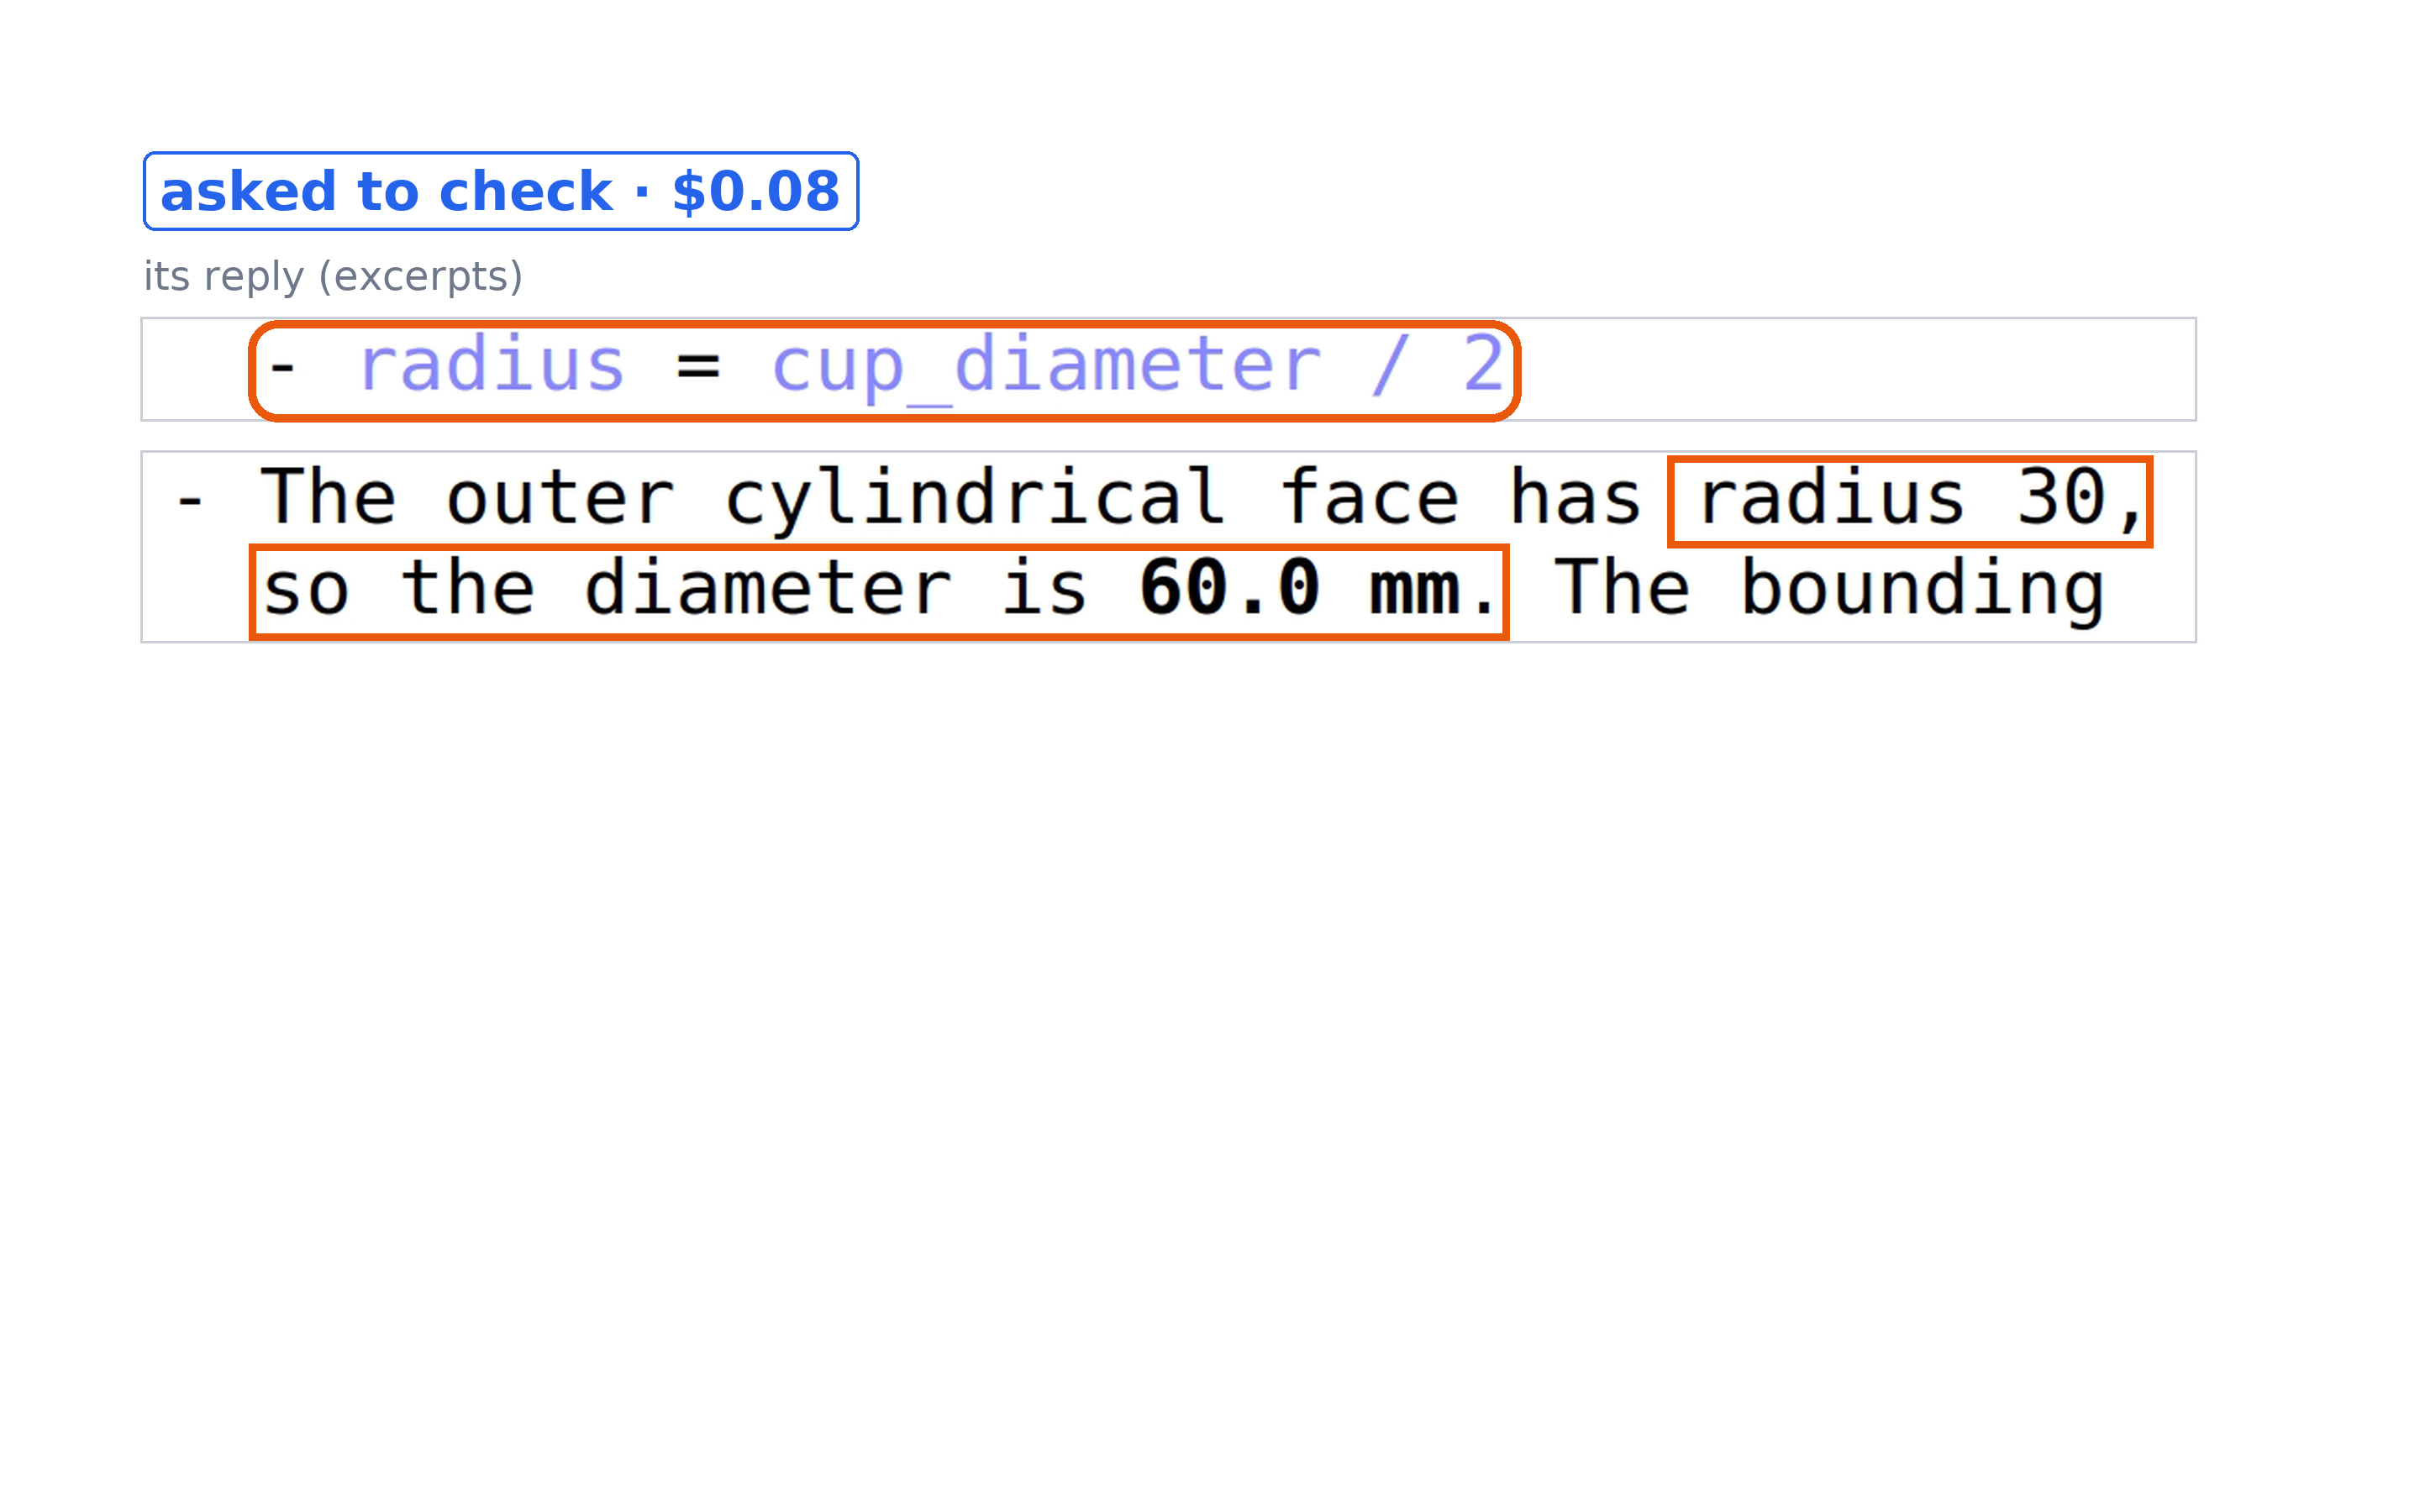 asked to check · $0.08
its reply (excerpts)
- radius = cup_diameter / 2
- The outer cylindrical face has radius 30,
so the diameter is 60.0 mm. The bounding